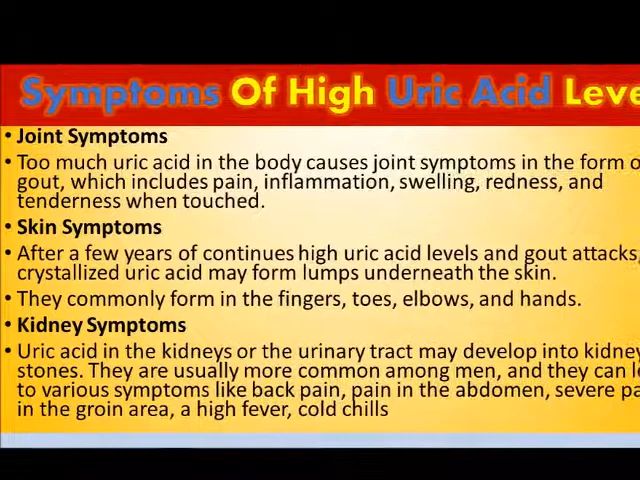 Symptoms Of High Uric Acid Leve
• Joint Symptoms
• Too much uric acid in the body causes joint symptoms in the form o
gout, which includes pain, inflammation, swelling, redness, and
tenderness when touched.
• Skin Symptoms
• After a few years of continues high uric acid levels and gout attacks,
crystallized uric acid may form lumps underneath the skin.
• They commonly form in the fingers, toes, elbows, and hands.
• Kidney Symptoms
• Uric acid in the kidneys or the urinary tract may develop into kidney
stones. They are usually more common among men, and they can le
to various symptoms like back pain, pain in the abdomen, severe pa
in the groin area, a high fever, cold chills